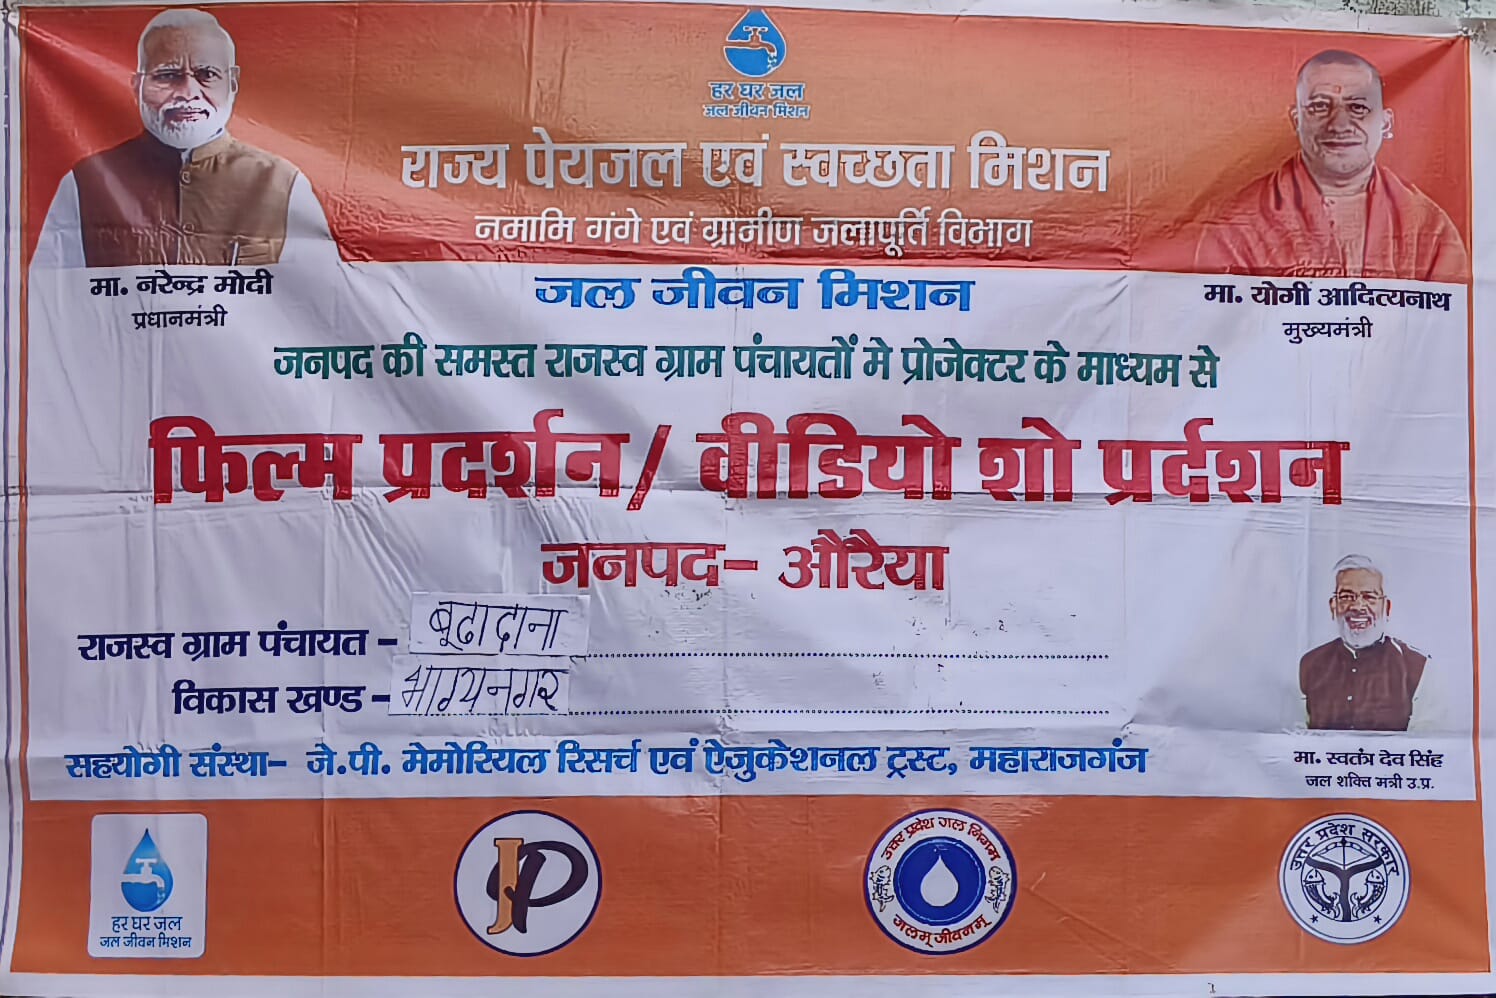 हर घर जल
जल जीवन मिशन
राज्य पेयजल एवं स्वच्छता मिशन
नमामि गंगे एवं ग्रामीण जलापूर्ति विभाग
मा. नरेन्द्र मोदी
प्रधानमंत्री
जल जीवन मिशन
मा. योगी आदित्यनाथ
मुख्यमंत्री
जनपद की समस्त राजस्व ग्राम पंचायतों मे प्रोजेक्टर के माध्यम से
फिल्म प्रदर्शन/ वीडियो शो प्रर्दशन
जनपद- औरैया
राजस्व ग्राम पंचायत - बूढादाना
विकास खण्ड - भाग्यनगर
सहयोगी संस्था- जे.पी. मेमोरियल रिसर्च एवं ऐजुकेशनल ट्रस्ट, महाराजगंज
मा. स्वतंत्र देव सिंह
जल शक्ति मत्री उ.प्र.
हर घर जल
जल जीवन मिशन
JP
उत्तर प्रदेश जल निगम
जलम् जीवनम्
उत्तर प्रदेश सरकार